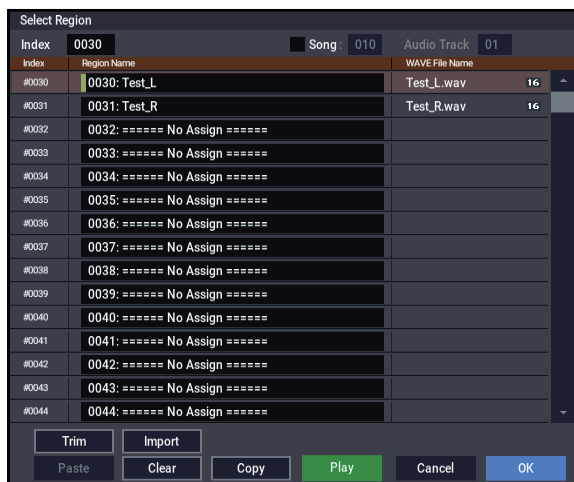 Select Region
Index 0030 Song: 010 Audio Track 01
Index Region Name WAVE File Name
#0030 0030: Test_L Test_L.wav 16
#0031 0031: Test_R Test_R.wav 16
#0032 0032: ====== No Assign ======
#0033 0033: ====== No Assign ======
#0034 0034: ====== No Assign ======
#0035 0035: ====== No Assign ======
#0036 0036: ====== No Assign ======
#0037 0037: ====== No Assign ======
#0038 0038: ====== No Assign ======
#0039 0039: ====== No Assign ======
#0040 0040: ====== No Assign ======
#0041 0041: ====== No Assign ======
#0042 0042: ====== No Assign ======
#0043 0043: ====== No Assign ======
#0044 0044: ====== No Assign ======
Trim Import
Paste Clear Copy Play Cancel OK